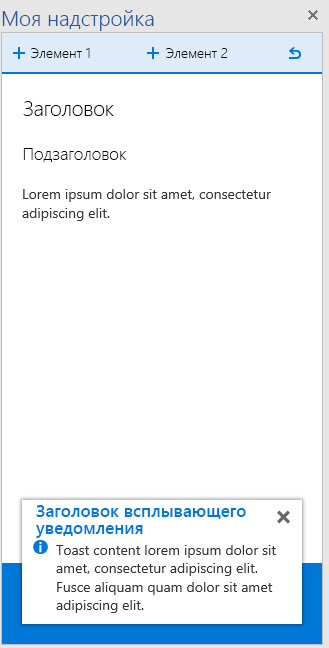 Моя надстройка
Элемент 1 Элемент 2
Заголовок
Подзаголовок
Lorem ipsum dolor sit amet, consectetur
adipiscing elit.
Заголовок всплывающего
уведомления
Toast content lorem ipsum dolor sit
amet, consectetur adipiscing elit.
Fusce aliquam quam dolor sit amet
adipiscing elit.